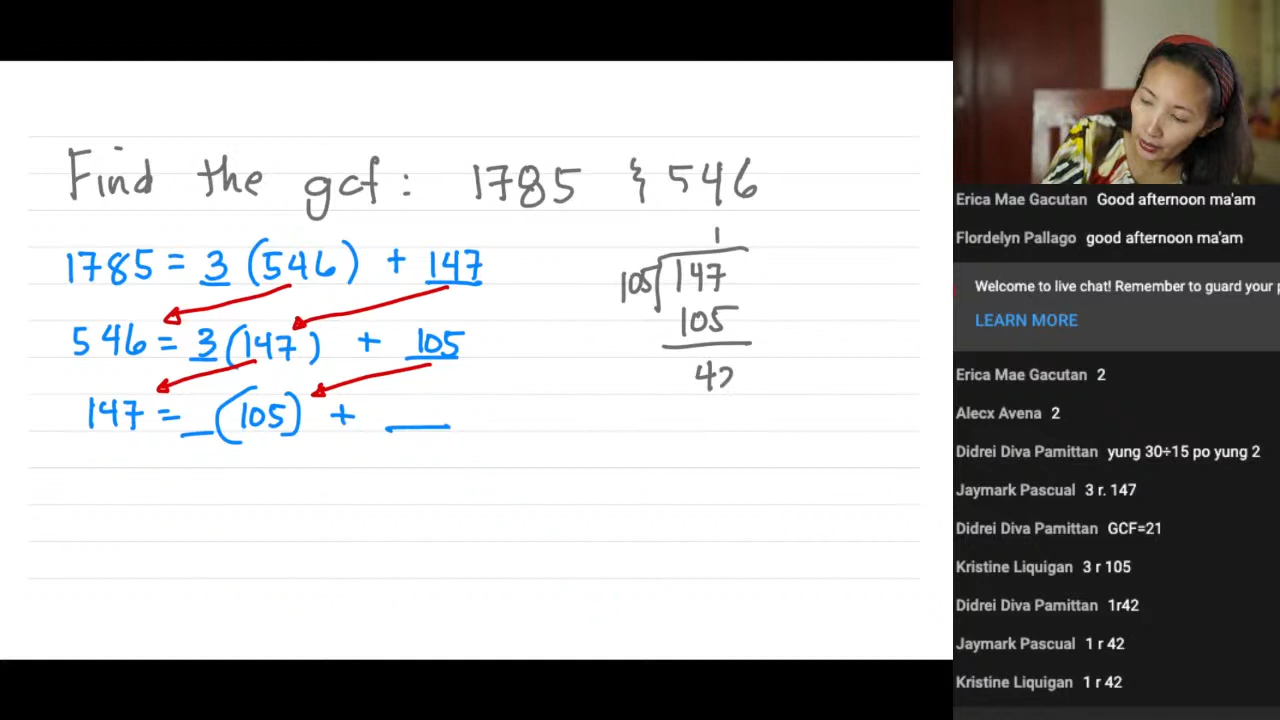 Find the gcf: 1785 & 546
1785 = 3 (546) + 147
546 = 3 (147) + 105
147 = _ (105) + __
1
105 147
105
42
Erica Mae Gacutan Good afternoon ma'am
Flordelyn Pallago good afternoon ma'am
Welcome to live chat! Remember to guard your
LEARN MORE
Erica Mae Gacutan 2
Alecx Avena 2
Didrei Diva Pamittan yung 30÷15 po yung 2
Jaymark Pascual 3 r. 147
Didrei Diva Pamittan GCF=21
Kristine Liquigan 3 r 105
Didrei Diva Pamittan 1r42
Jaymark Pascual 1 r 42
Kristine Liquigan 1 r 42